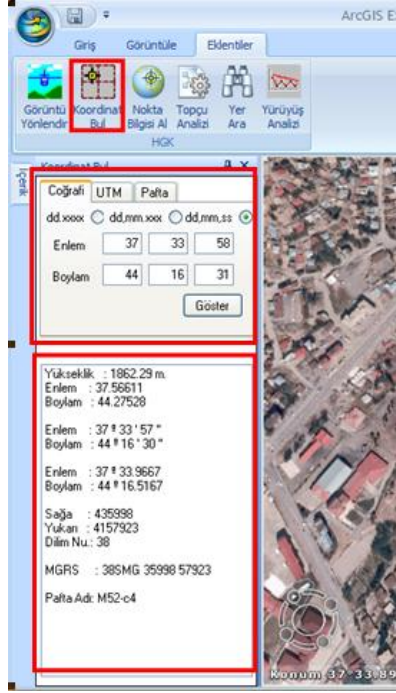 ArcGIS E
Giriş Görüntüle Eklentiler
Görüntü Yönlendir
Koordinat Bul
Nokta Bilgisi Al
Topçu Analizi
Yer Ara
Yürüyüş Analizi
HGK
Koordinat Bul
İçerik
Coğrafi UTM Pafta
dd.xxxx dd,mm.xxx dd,mm,ss
Enlem 37 33 58
Boylam 44 16 31
Göster
Yükseklik : 1862.29 m.
Enlem : 37.56611
Boylam : 44.27528
Enlem : 37 º 33 ' 57 "
Boylam : 44 º 16 ' 30 "
Enlem : 37 º 33.9667
Boylam : 44 º 16.5167
Sağa : 435998
Yukarı : 4157923
Dilim Nu.: 38
MGRS : 38SMG 35998 57923
Pafta Adı: M52-c4
Konum 37 33.89